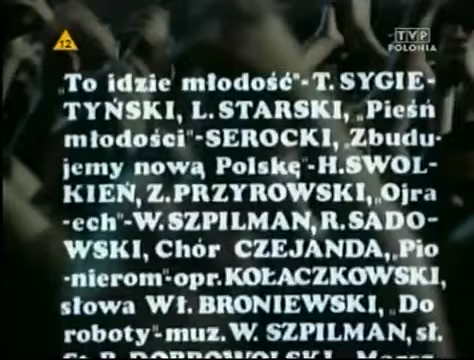 12
TVP
POLONIA
„To idzie młodość"-T. SYGIE-
TYŃSKI, L. STARSKI, „Pieśń
młodości"-SEROCKI, „Zbudu-
jemy nową Polskę"-H.SWOL-
KIEŃ, Z. PRZYROWSKI, „Ojra
-ech"-W. SZPILMAN, R. SADO-
WSKI, Chór CZEJANDA, „Pio
-nierom"-opr. KOŁACZKOWSKI,
słowa Wł. BRONIEWSKI, „Do
roboty"-muz. W. SZPILMAN, sł.